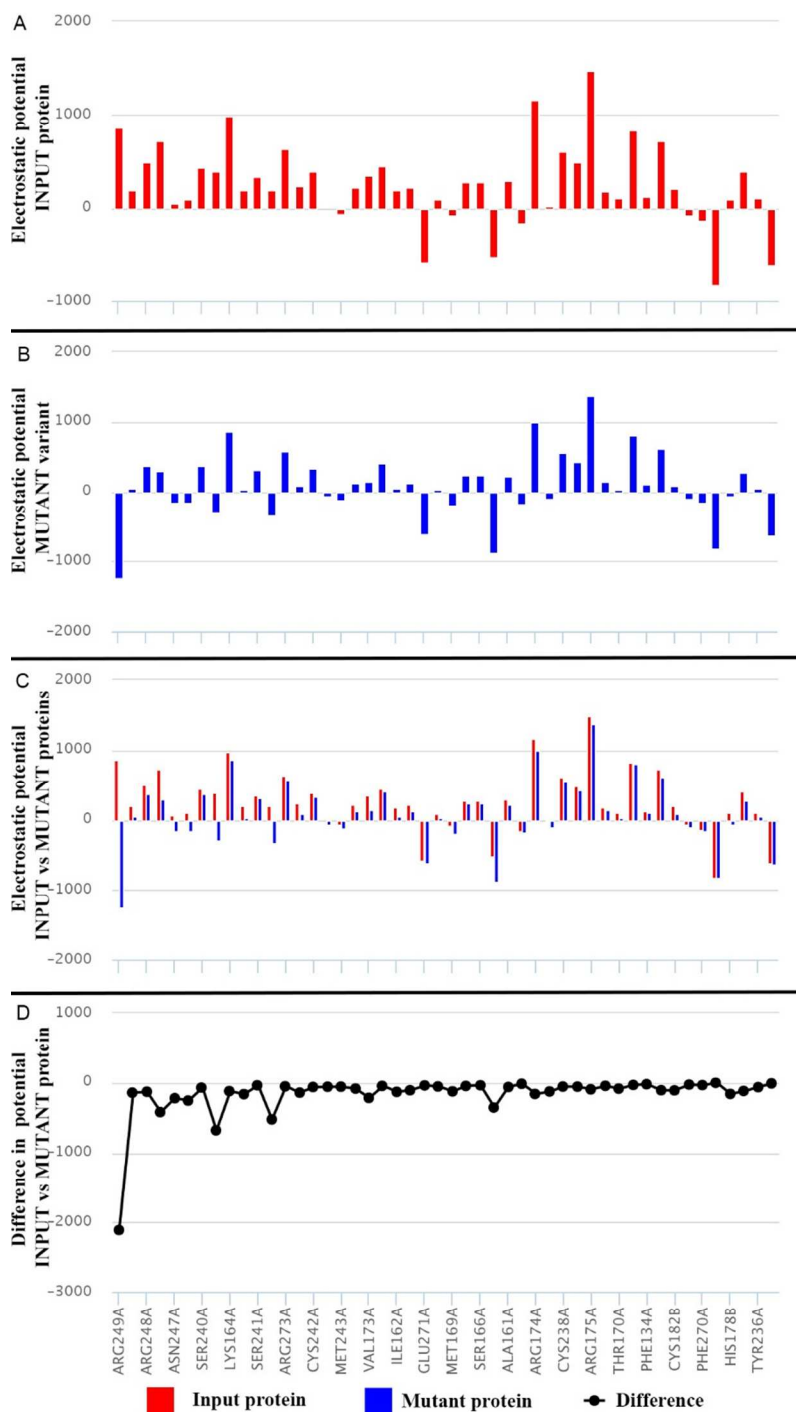 A
Electrostatic potential
INPUT protein
2000
1000
0
−1000
B
Electrostatic potential
MUTANT variant
2000
1000
0
−1000
−2000
C
Electrostatic potential
INPUT vs MUTANT proteins
2000
1000
0
−1000
−2000
D
Difference in potential
INPUT vs MUTANT protein
1000
0
−1000
−2000
−3000
ARG249A
ARG248A
ASN247A
SER240A
LYS164A
SER241A
ARG273A
CYS242A
MET243A
VAL173A
ILE162A
GLU271A
MET169A
SER166A
ALA161A
ARG174A
CYS238A
ARG175A
THR170A
PHE134A
CYS182B
PHE270A
HIS178B
TYR236A
Input protein
Mutant protein
Difference